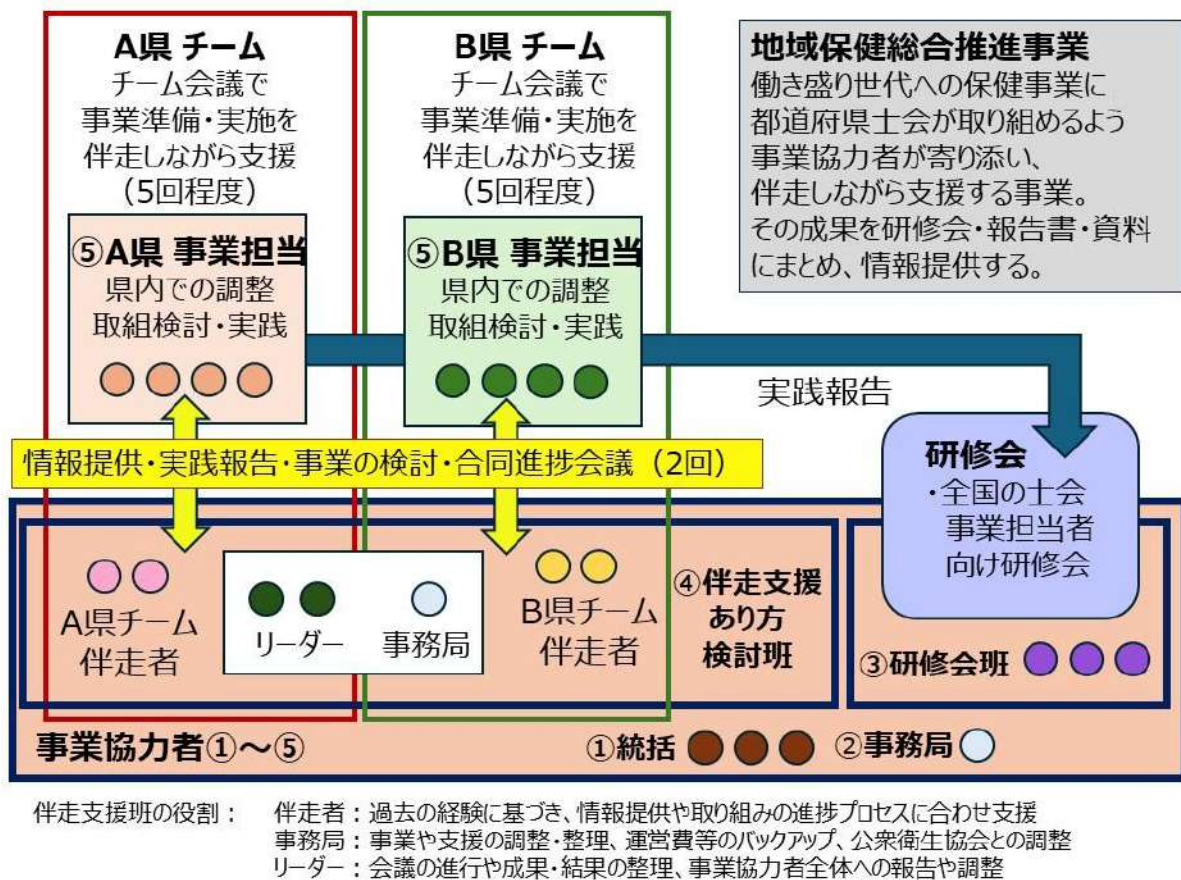 A県 チーム
チーム会議で
事業準備・実施を
伴走しながら支援
(5回程度)
⑤A県 事業担当
県内での調整
取組検討・実践
B県 チーム
チーム会議で
事業準備・実施を
伴走しながら支援
(5回程度)
⑤B県 事業担当
県内での調整
取組検討・実践
地域保健総合推進事業
働き盛り世代への保健事業に
都道府県士会が取り組めるよう
事業協力者が寄り添い、
伴走しながら支援する事業。
その成果を研修会・報告書・資料
にまとめ、情報提供する。
実践報告
情報提供・実践報告・事業の検討・合同進捗会議(2回)
研修会
・全国の士会
事業担当者
向け研修会
A県チーム
伴走者
リーダー
事務局
B県チーム
伴走者
④伴走支援
あり方
検討班
③研修会班
事業協力者①~⑤
①統括
②事務局
伴走支援班の役割: 伴走者:過去の経験に基づき、情報提供や取り組みの進捗プロセスに合わせ支援
事務局:事業や支援の調整・整理、運営費等のバックアップ、公衆衛生協会との調整
リーダー:会議の進行や成果・結果の整理、事業協力者全体への報告や調整